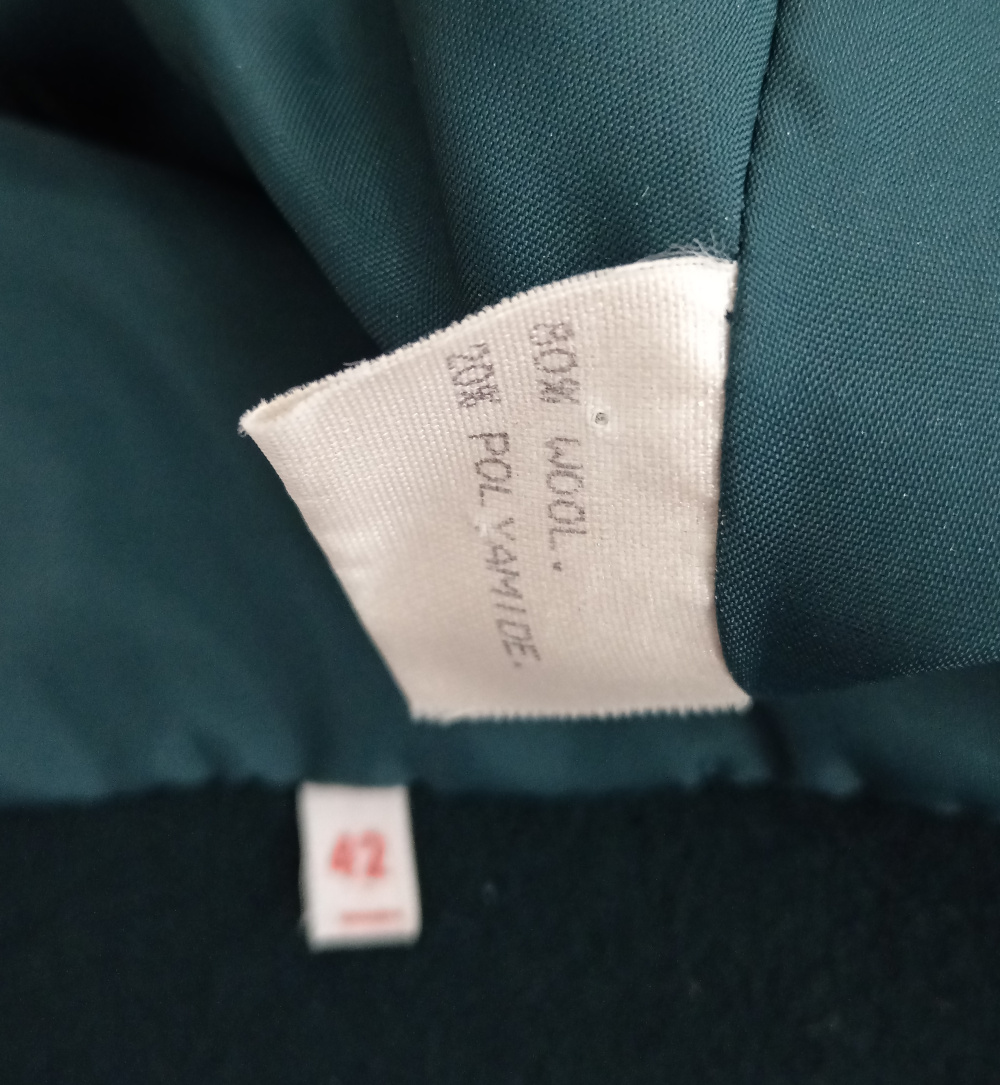 80% WOOL.
20% POLYAMIDE.
42